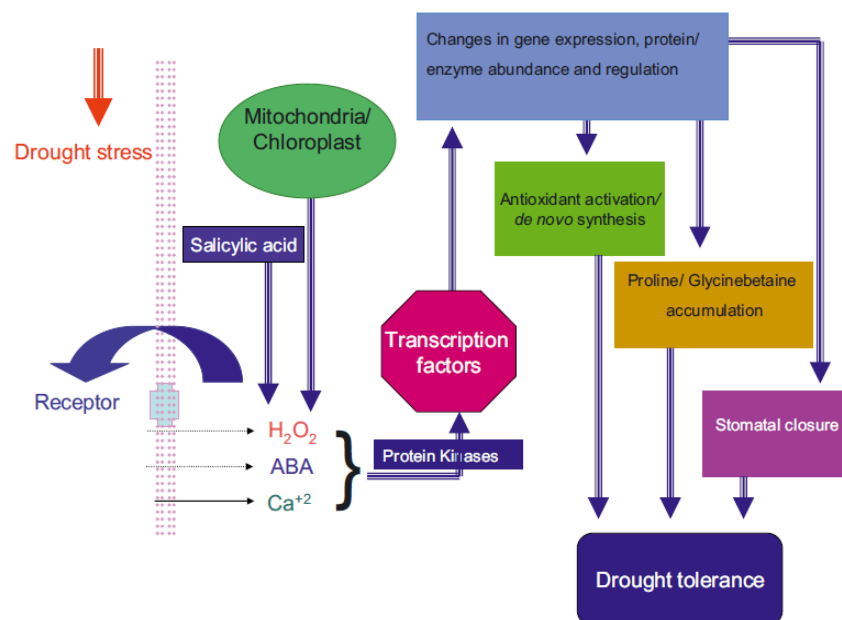 Drought stress
Mitochondria/
Chloroplast
Salicylic acid
Receptor
H₂O₂
ABA
Ca⁺²
}
Protein Kinases
Transcription
factors
Changes in gene expression, protein/
enzyme abundance and regulation
Antioxidant activation/
de novo synthesis
Proline/ Glycinebetaine
accumulation
Stomatal closure
Drought tolerance